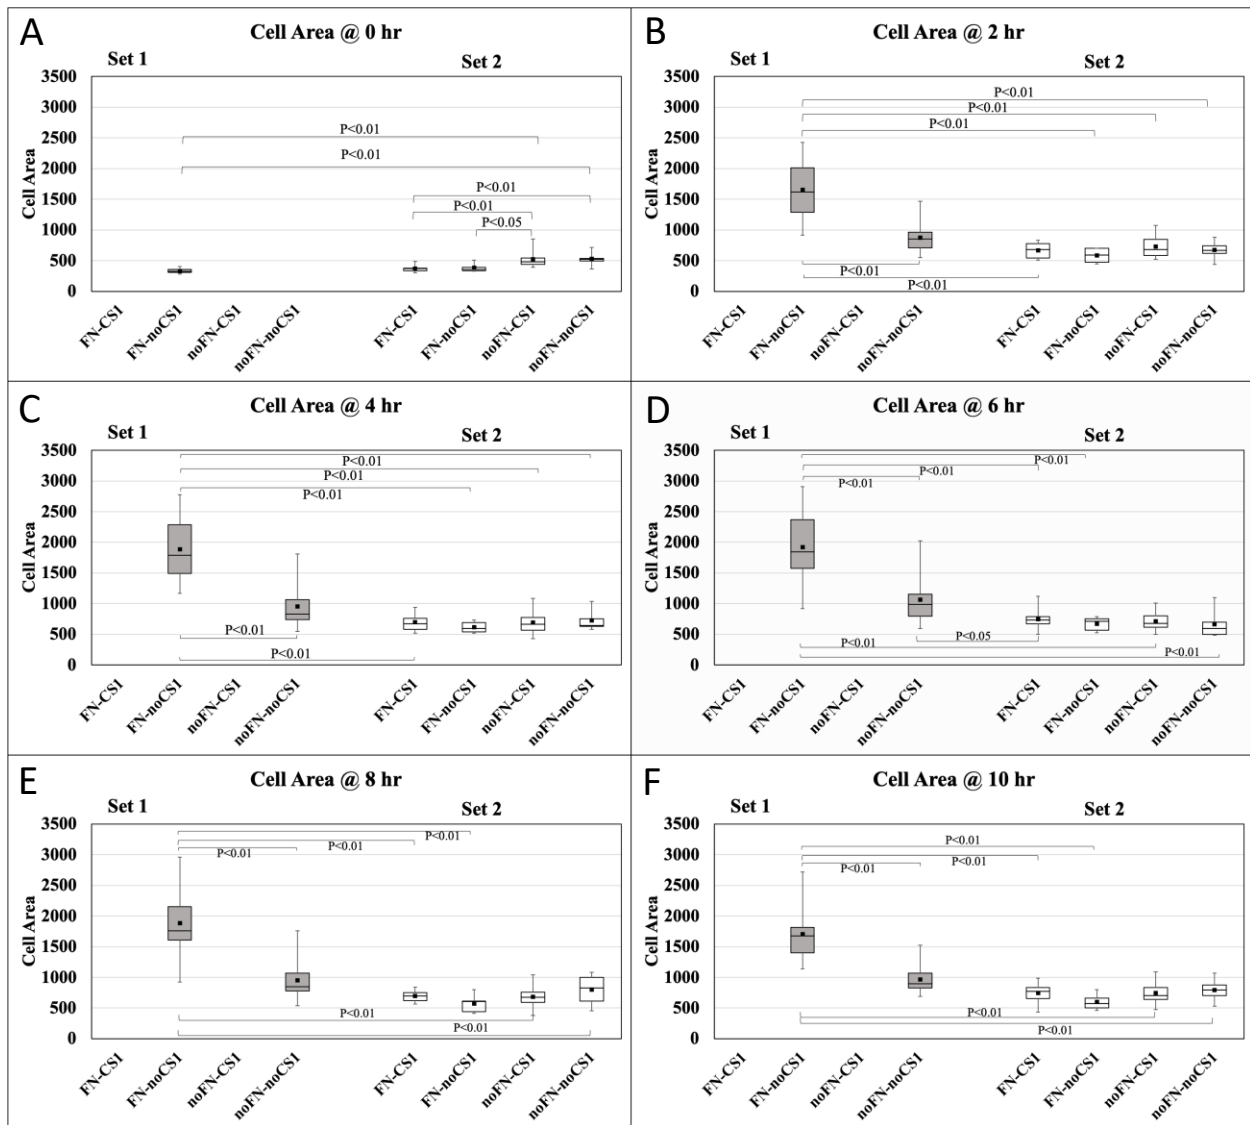 A
Cell Area @ 0 hr
Set 1
Set 2
3500
3000
2500
2000
1500
1000
500
0
Cell Area
P<0.01
P<0.01
P<0.01
P<0.01
P<0.05
FN-CS1
FN-noCS1
noFN-CS1
noFN-noCS1
FN-CS1
FN-noCS1
noFN-CS1
noFN-noCS1
B
Cell Area @ 2 hr
Set 1
Set 2
3500
3000
2500
2000
1500
1000
500
0
Cell Area
P<0.01
P<0.01
P<0.01
P<0.01
P<0.01
FN-CS1
FN-noCS1
noFN-CS1
noFN-noCS1
FN-CS1
FN-noCS1
noFN-CS1
noFN-noCS1
C
Cell Area @ 4 hr
Set 1
Set 2
3500
3000
2500
2000
1500
1000
500
0
Cell Area
P<0.01
P<0.01
P<0.01
P<0.01
P<0.01
FN-CS1
FN-noCS1
noFN-CS1
noFN-noCS1
FN-CS1
FN-noCS1
noFN-CS1
noFN-noCS1
D
Cell Area @ 6 hr
Set 1
Set 2
3500
3000
2500
2000
1500
1000
500
0
Cell Area
P<0.01
P<0.01
P<0.01
P<0.05
P<0.01
P<0.01
FN-CS1
FN-noCS1
noFN-CS1
noFN-noCS1
FN-CS1
FN-noCS1
noFN-CS1
noFN-noCS1
E
Cell Area @ 8 hr
Set 1
Set 2
3500
3000
2500
2000
1500
1000
500
0
Cell Area
P<0.01
P<0.01
P<0.01
P<0.01
P<0.01
FN-CS1
FN-noCS1
noFN-CS1
noFN-noCS1
FN-CS1
FN-noCS1
noFN-CS1
noFN-noCS1
F
Cell Area @ 10 hr
Set 1
Set 2
3500
3000
2500
2000
1500
1000
500
0
Cell Area
P<0.01
P<0.01
P<0.01
P<0.01
P<0.01
FN-CS1
FN-noCS1
noFN-CS1
noFN-noCS1
FN-CS1
FN-noCS1
noFN-CS1
noFN-noCS1